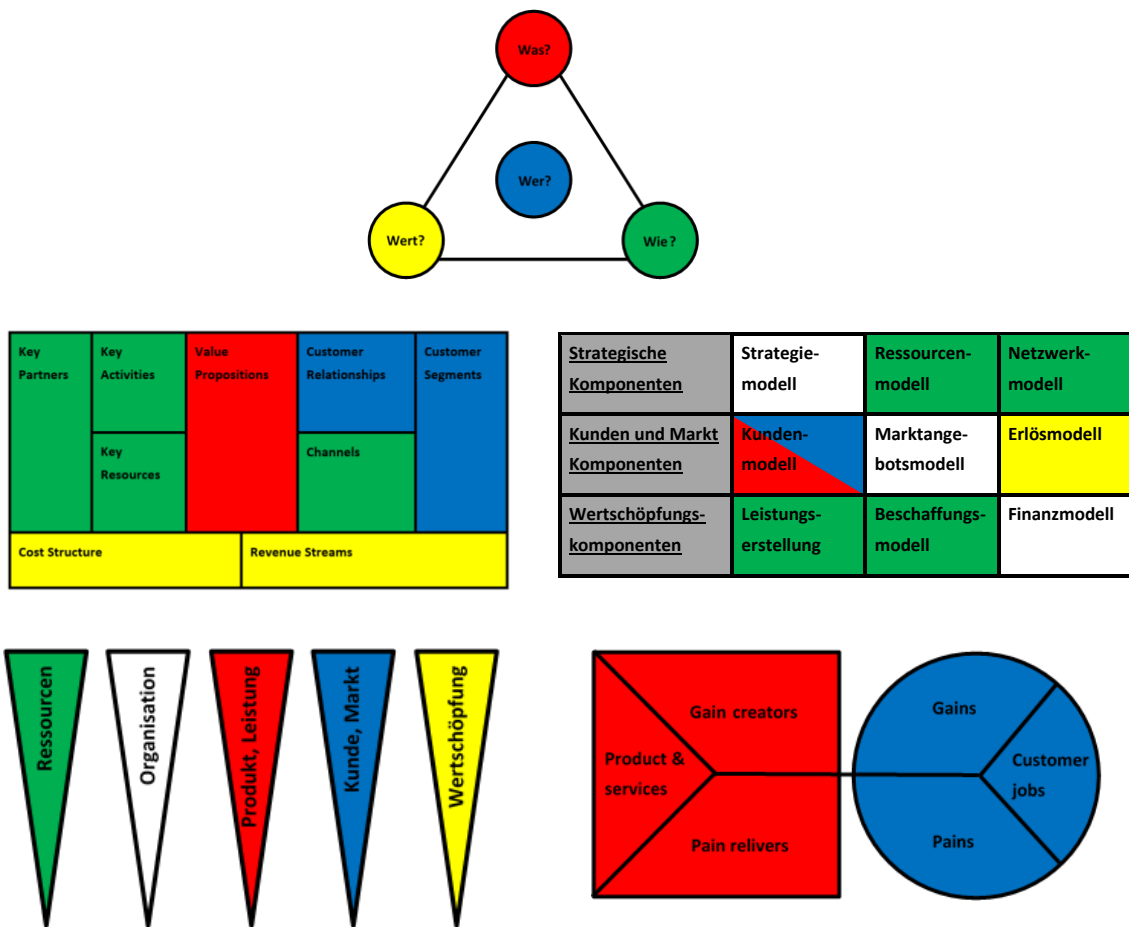 Was?
Wer?
Wert?
Wie?
Key
Partners
Key
Activities
Value
Propositions
Customer
Relationships
Customer
Segments
Key
Resources
Channels
Cost Structure
Revenue Streams
Strategische
Komponenten
Strategie-
modell
Ressourcen-
modell
Netzwerk-
modell
Kunden und Markt
Komponenten
Kunden-
modell
Marktange-
botsmodell
Erlösmodell
Wertschöpfungs-
komponenten
Leistungs-
erstellung
Beschaffungs-
modell
Finanzmodell
Ressourcen
Organisation
Produkt, Leistung
Kunde, Markt
Wertschöpfung
Gain creators
Product &
services
Pain relivers
Gains
Customer
jobs
Pains